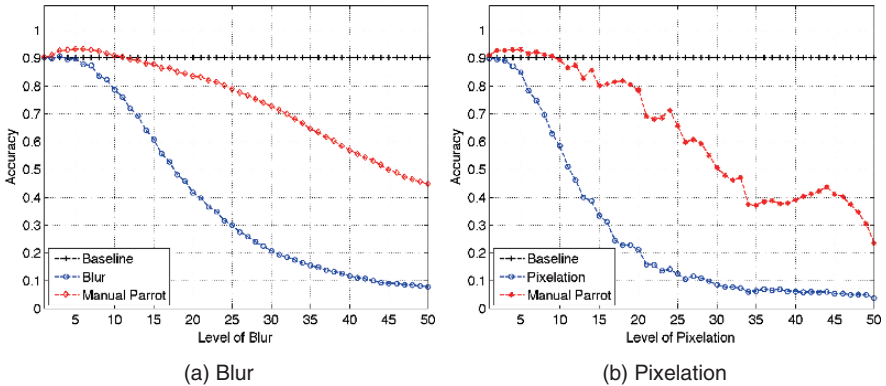 1
0.9
0.8
0.7
0.6
0.5
0.4
0.3
0.2
0.1
0
Accuracy
Baseline
Blur
Manual Parrot
5 10 15 20 25 30 35 40 45 50
Level of Blur
(a) Blur
1
0.9
0.8
0.7
0.6
0.5
0.4
0.3
0.2
0.1
0
Accuracy
Baseline
Pixelation
Manual Parrot
5 10 15 20 25 30 35 40 45 50
Level of Pixelation
(b) Pixelation